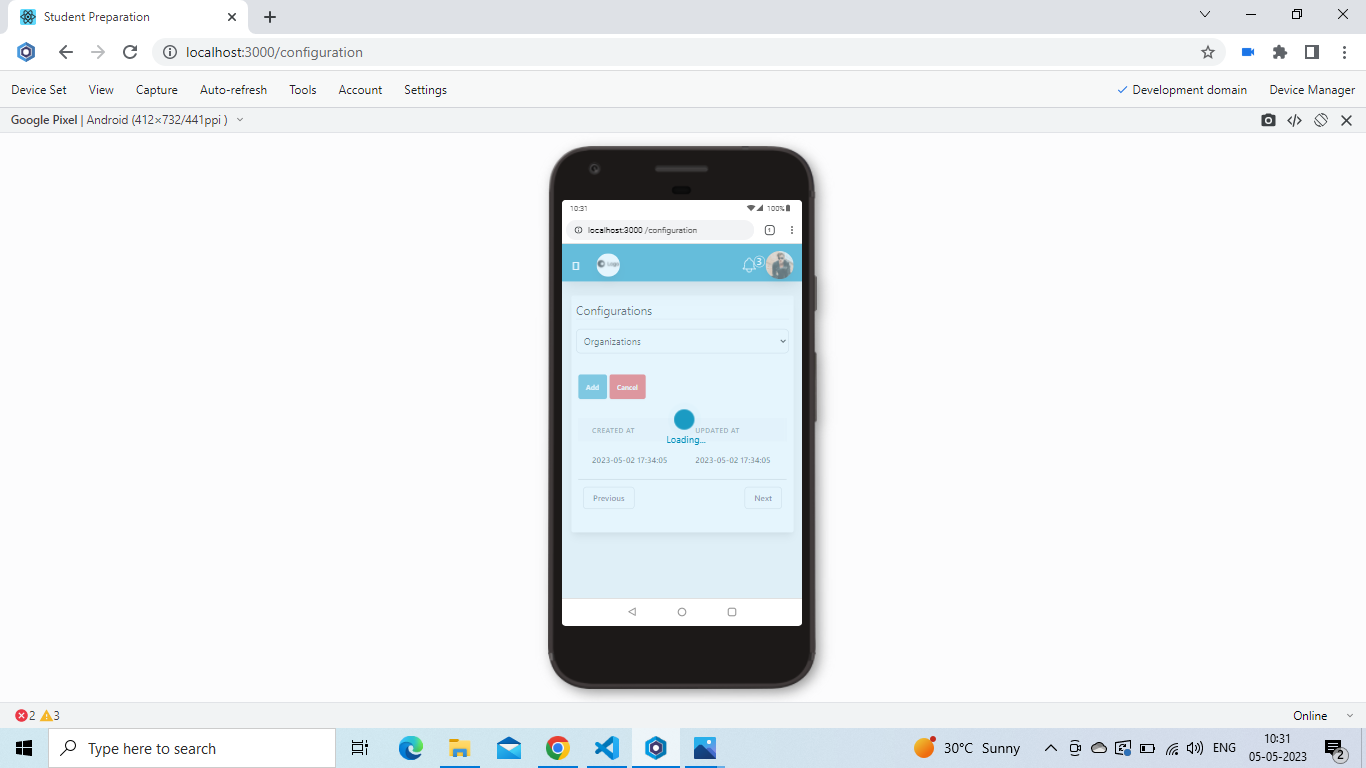 Student Preparation
localhost:3000/configuration
Device Set View Capture Auto-refresh Tools Account Settings Development domain Device Manager
Google Pixel | Android (412×732/441ppi )
10:31 100%
localhost:3000 /configuration 1
Logo 3
Configurations
Organizations
Add Cancel
Loading...
CREATED AT UPDATED AT
2023-05-02 17:34:05 2023-05-02 17:34:05
Previous Next
2 3 Online
Type here to search 30°C Sunny ENG 10:31
05-05-2023 2